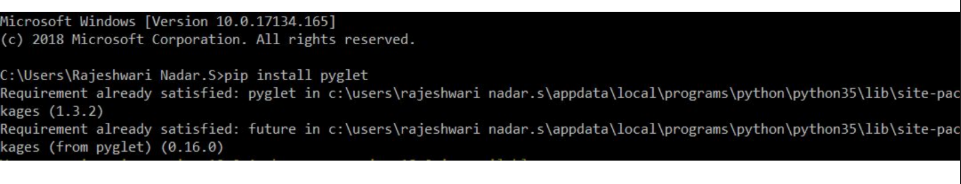 Microsoft Windows [Version 10.0.17134.165]
(c) 2018 Microsoft Corporation. All rights reserved.
C:\Users\Rajeshwari Nadar.S>pip install pyglet
Requirement already satisfied: pyglet in c:\users\rajeshwari nadar.s\appdata\local\programs\python\python35\lib\site-pac
kages (1.3.2)
Requirement already satisfied: future in c:\users\rajeshwari nadar.s\appdata\local\programs\python\python35\lib\site-pac
kages (from pyglet) (0.16.0)